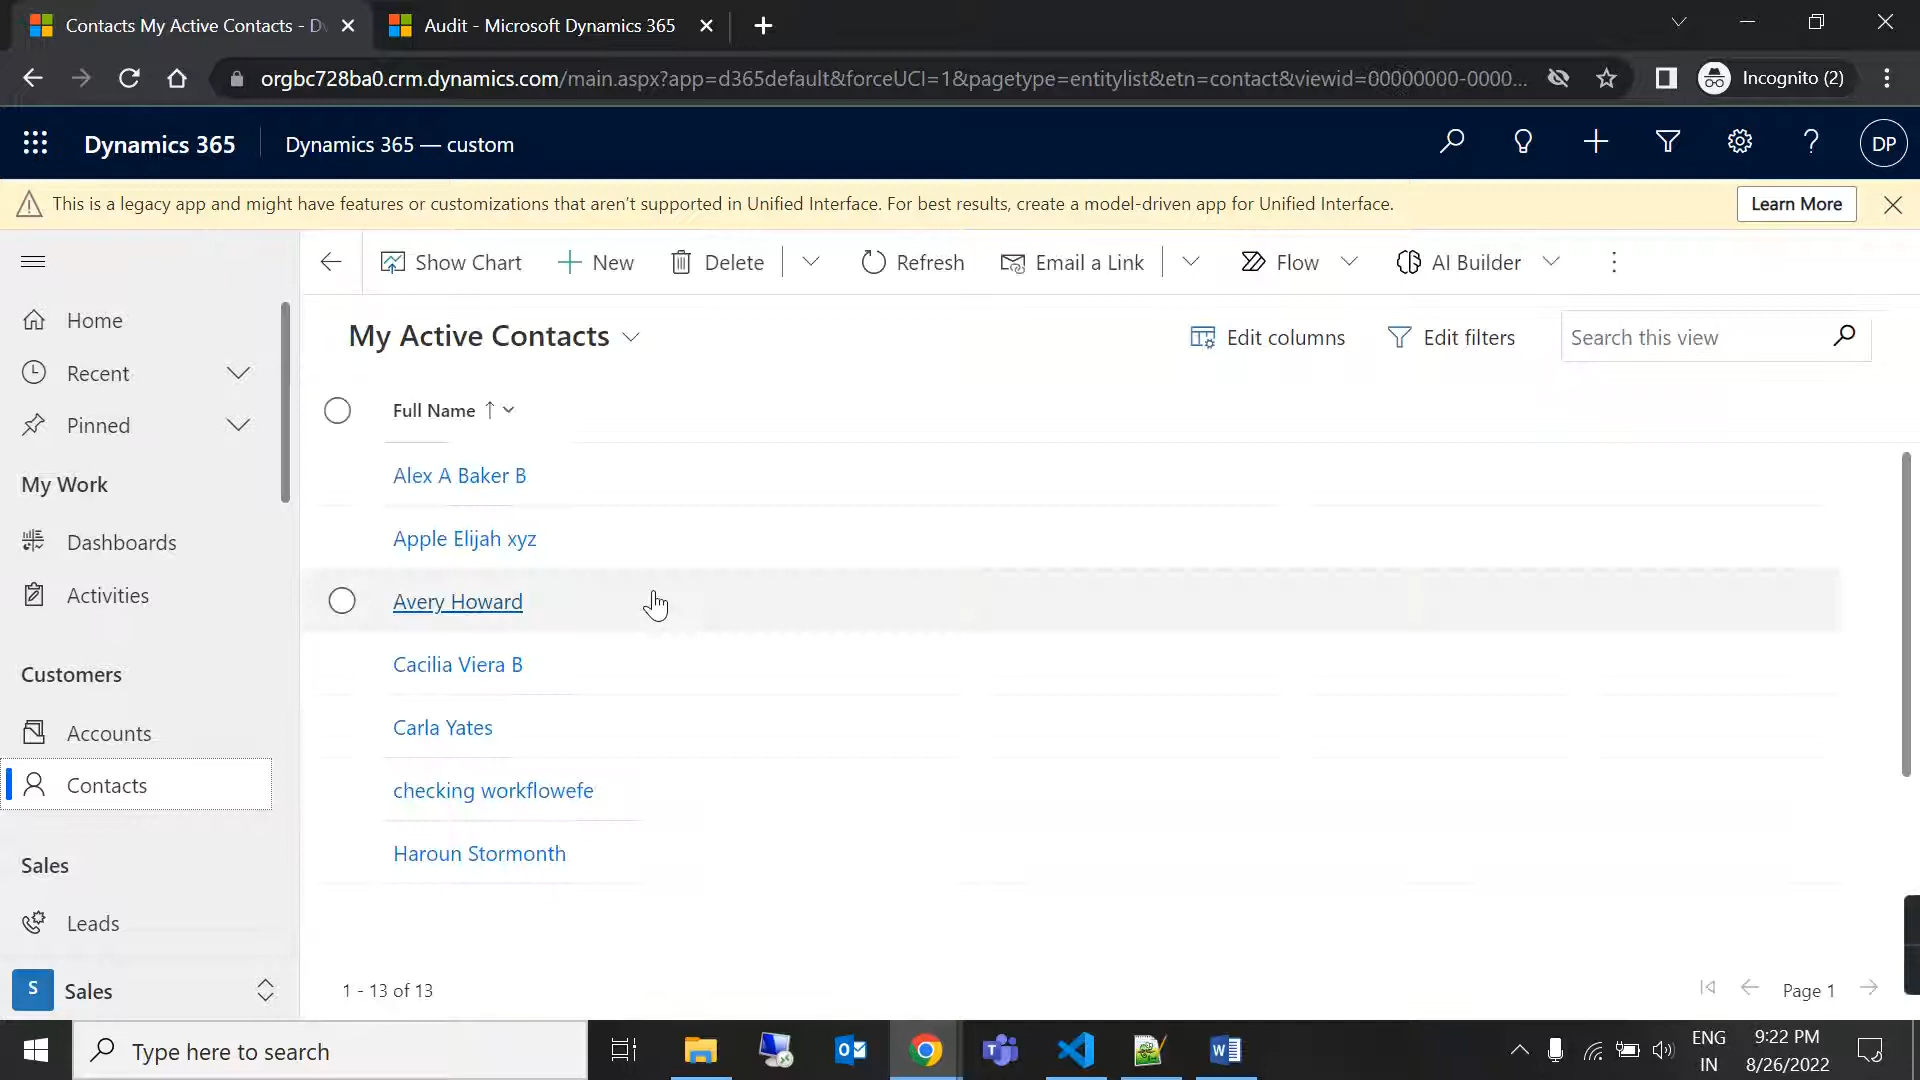 Contacts My Active Contacts - D
Audit - Microsoft Dynamics 365
orgbc728ba0.crm.dynamics.com/main.aspx?app=d365default&forceUCI=1&pagetype=entitylist&etn=contact&viewid=00000000-0000...
Incognito (2)
Dynamics 365
Dynamics 365 — custom
DP
This is a legacy app and might have features or customizations that aren't supported in Unified Interface. For best results, create a model-driven app for Unified Interface.
Learn More
Show Chart
New
Delete
Refresh
Email a Link
Flow
AI Builder
Home
Recent
Pinned
My Work
Dashboards
Activities
Customers
Accounts
Contacts
Sales
Leads
S
Sales
My Active Contacts
Edit columns
Edit filters
Search this view
Full Name
Alex A Baker B
Apple Elijah xyz
Avery Howard
Cacilia Viera B
Carla Yates
checking workflowefe
Haroun Stormonth
1 - 13 of 13
Page 1
Type here to search
ENG
IN
9:22 PM
8/26/2022